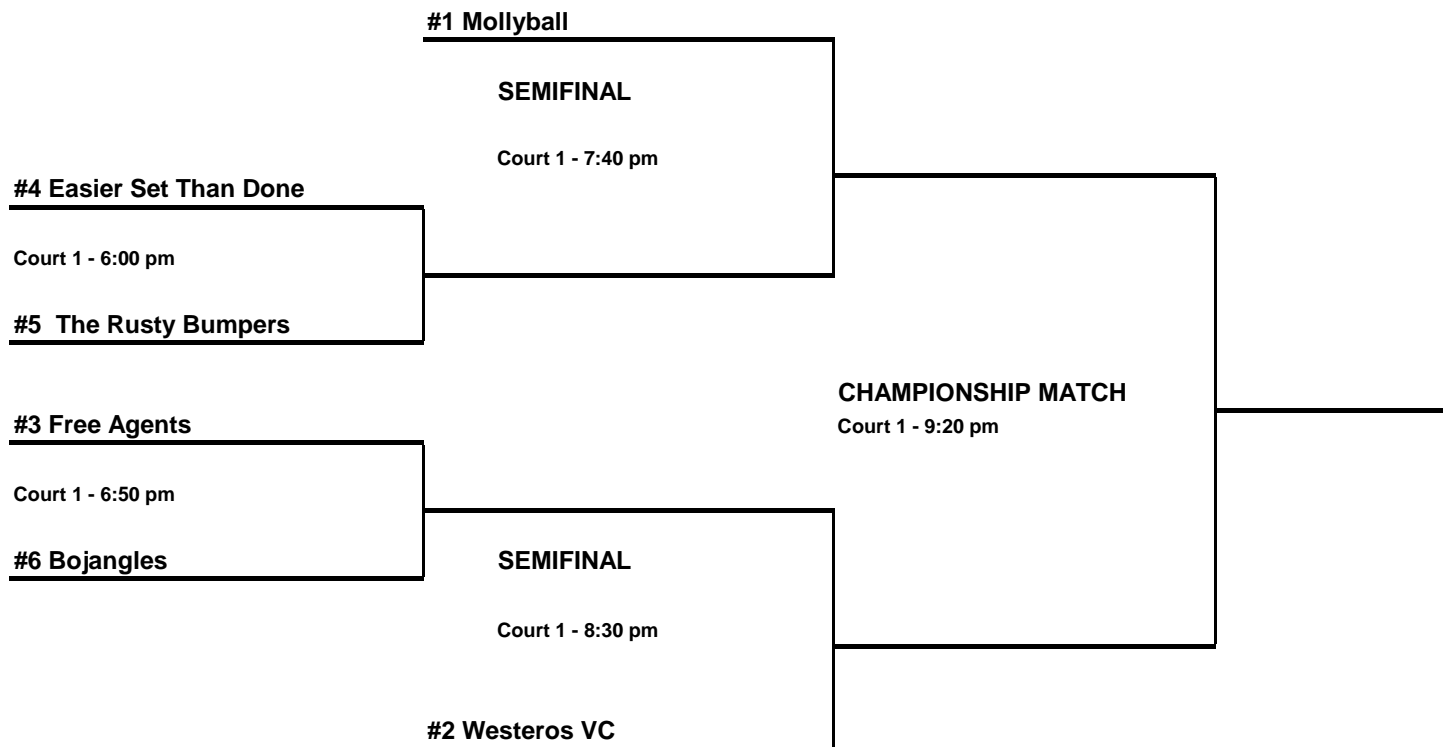 #1 Mollyball
SEMIFINAL
Court 1 - 7:40 pm
#4 Easier Set Than Done
Court 1 - 6:00 pm
#5  The Rusty Bumpers
CHAMPIONSHIP MATCH
Court 1 - 9:20 pm
#3 Free Agents
Court 1 - 6:50 pm
#6 Bojangles
SEMIFINAL
Court 1 - 8:30 pm
#2 Westeros VC